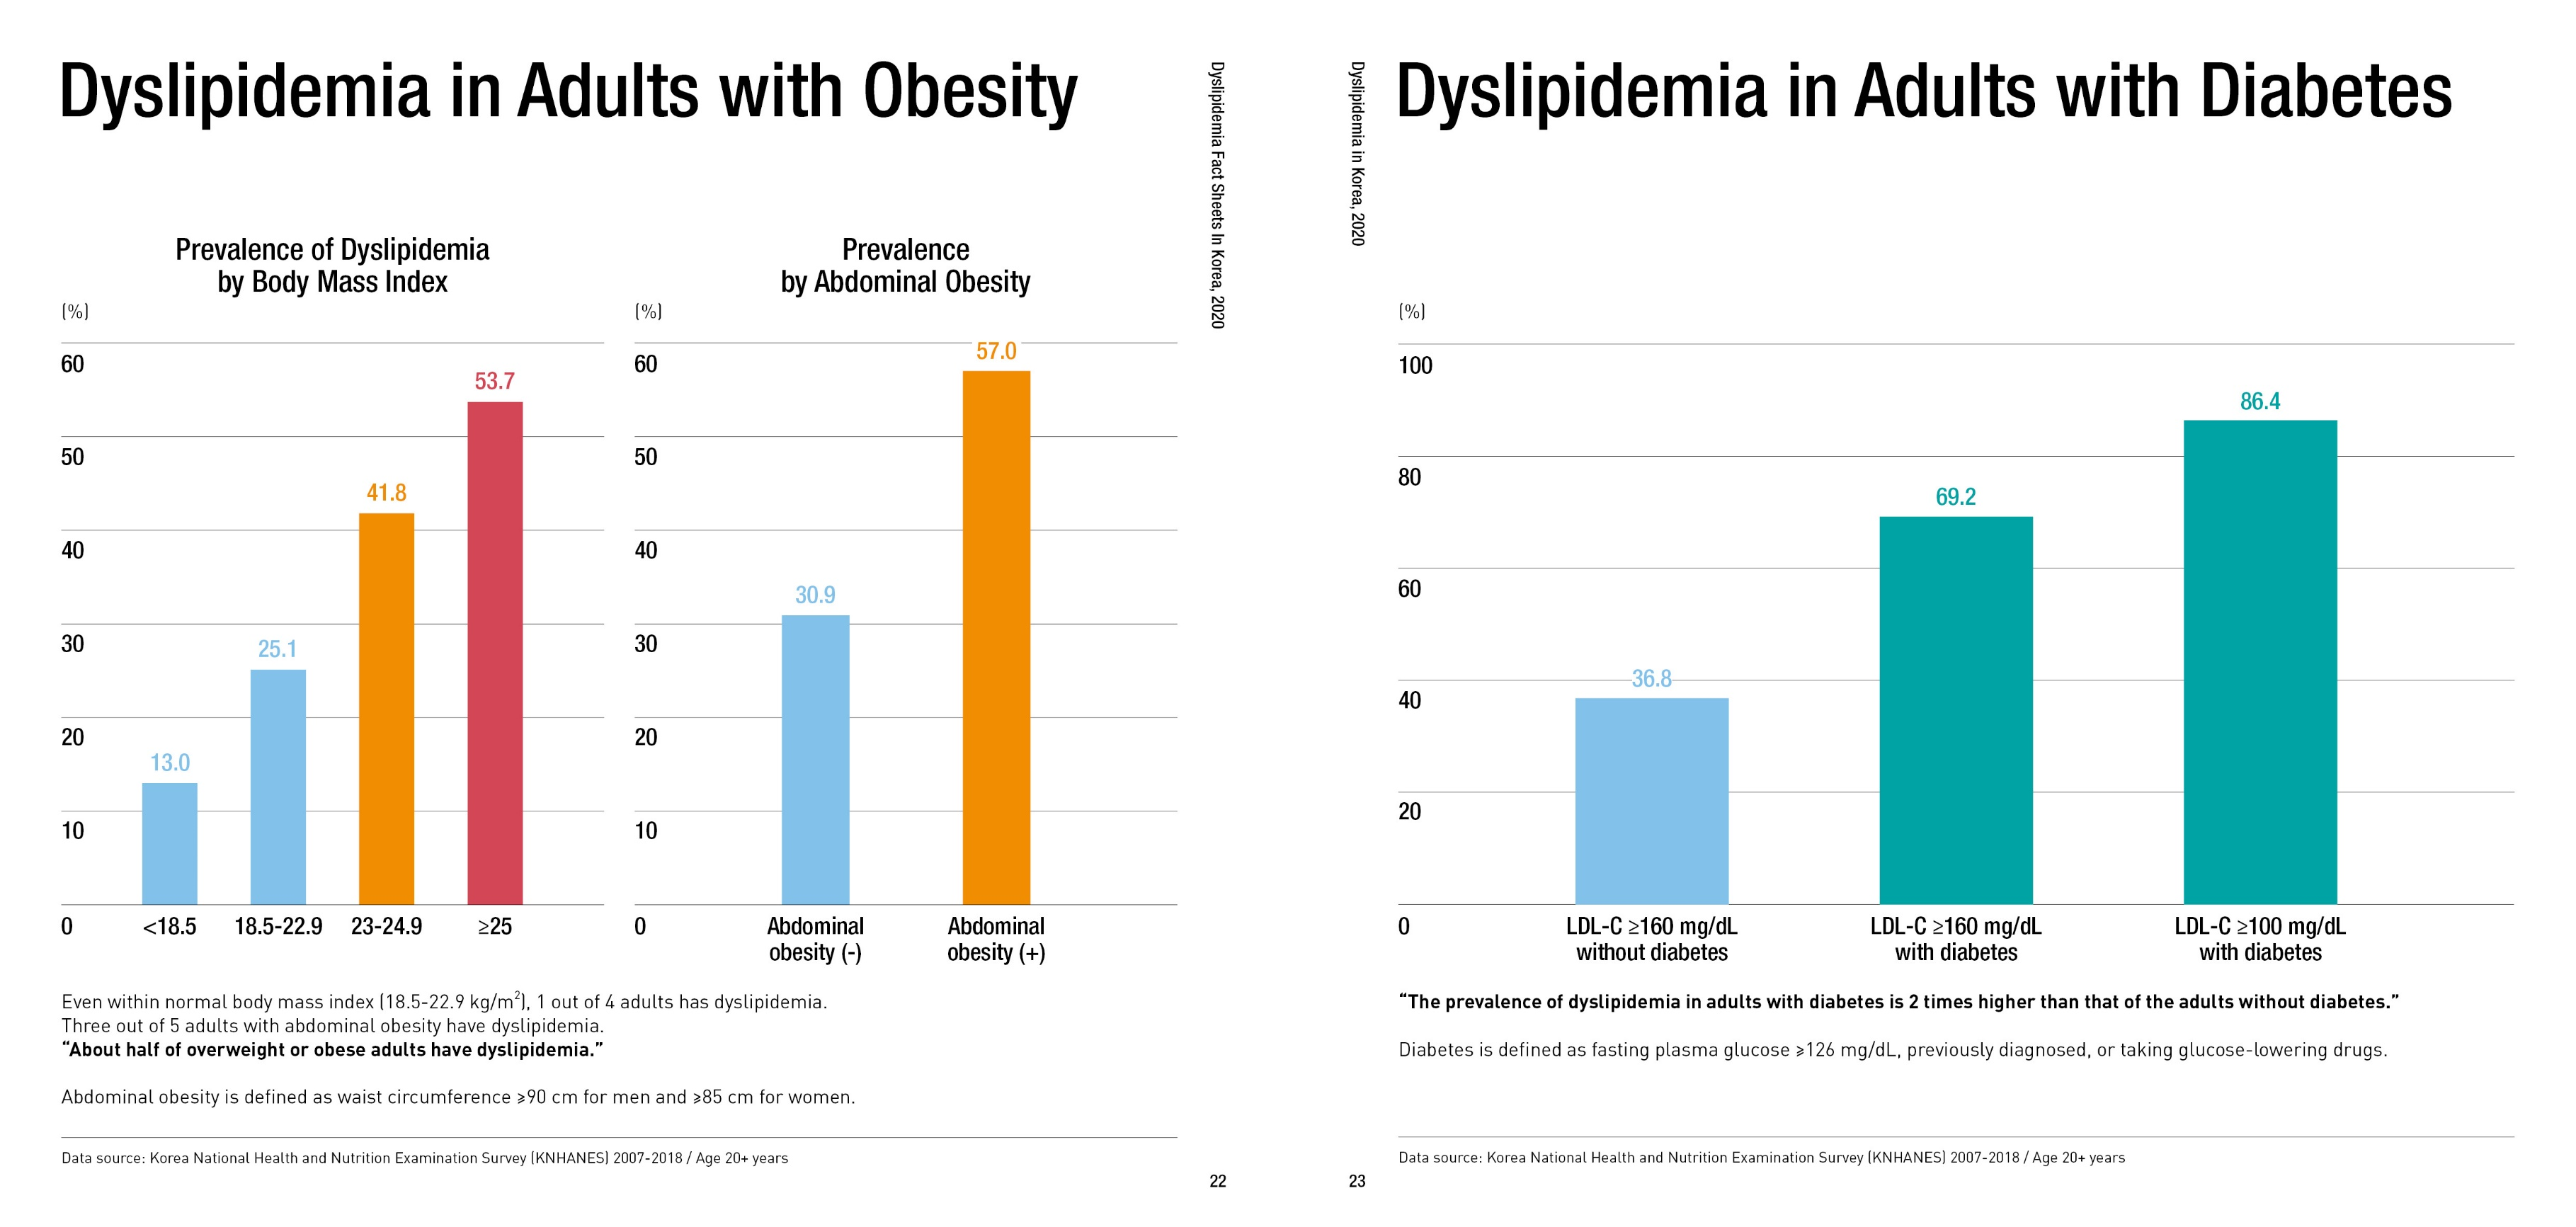 Dyslipidemia in Adults with Obesity
Prevalence of Dyslipidemia
by Body Mass Index
(%)
60
50
40
30
20
10
0
13.0
25.1
41.8
53.7
<18.5
18.5-22.9
23-24.9
≥25
Prevalence
by Abdominal Obesity
(%)
60
50
40
30
20
10
0
30.9
57.0
Abdominal
obesity (-)
Abdominal
obesity (+)
Even within normal body mass index (18.5-22.9 kg/m²), 1 out of 4 adults has dyslipidemia.
Three out of 5 adults with abdominal obesity have dyslipidemia.
“About half of overweight or obese adults have dyslipidemia.”
Abdominal obesity is defined as waist circumference ≥90 cm for men and ≥85 cm for women.
Data source: Korea National Health and Nutrition Examination Survey (KNHANES) 2007-2018 / Age 20+ years
Dyslipidemia Fact Sheets In Korea, 2020
22
Dyslipidemia in Korea, 2020
Dyslipidemia in Adults with Diabetes
(%)
100
80
60
40
20
0
36.8
69.2
86.4
LDL-C ≥160 mg/dL
without diabetes
LDL-C ≥160 mg/dL
with diabetes
LDL-C ≥100 mg/dL
with diabetes
“The prevalence of dyslipidemia in adults with diabetes is 2 times higher than that of the adults without diabetes.”
Diabetes is defined as fasting plasma glucose ≥126 mg/dL, previously diagnosed, or taking glucose-lowering drugs.
Data source: Korea National Health and Nutrition Examination Survey (KNHANES) 2007-2018 / Age 20+ years
23